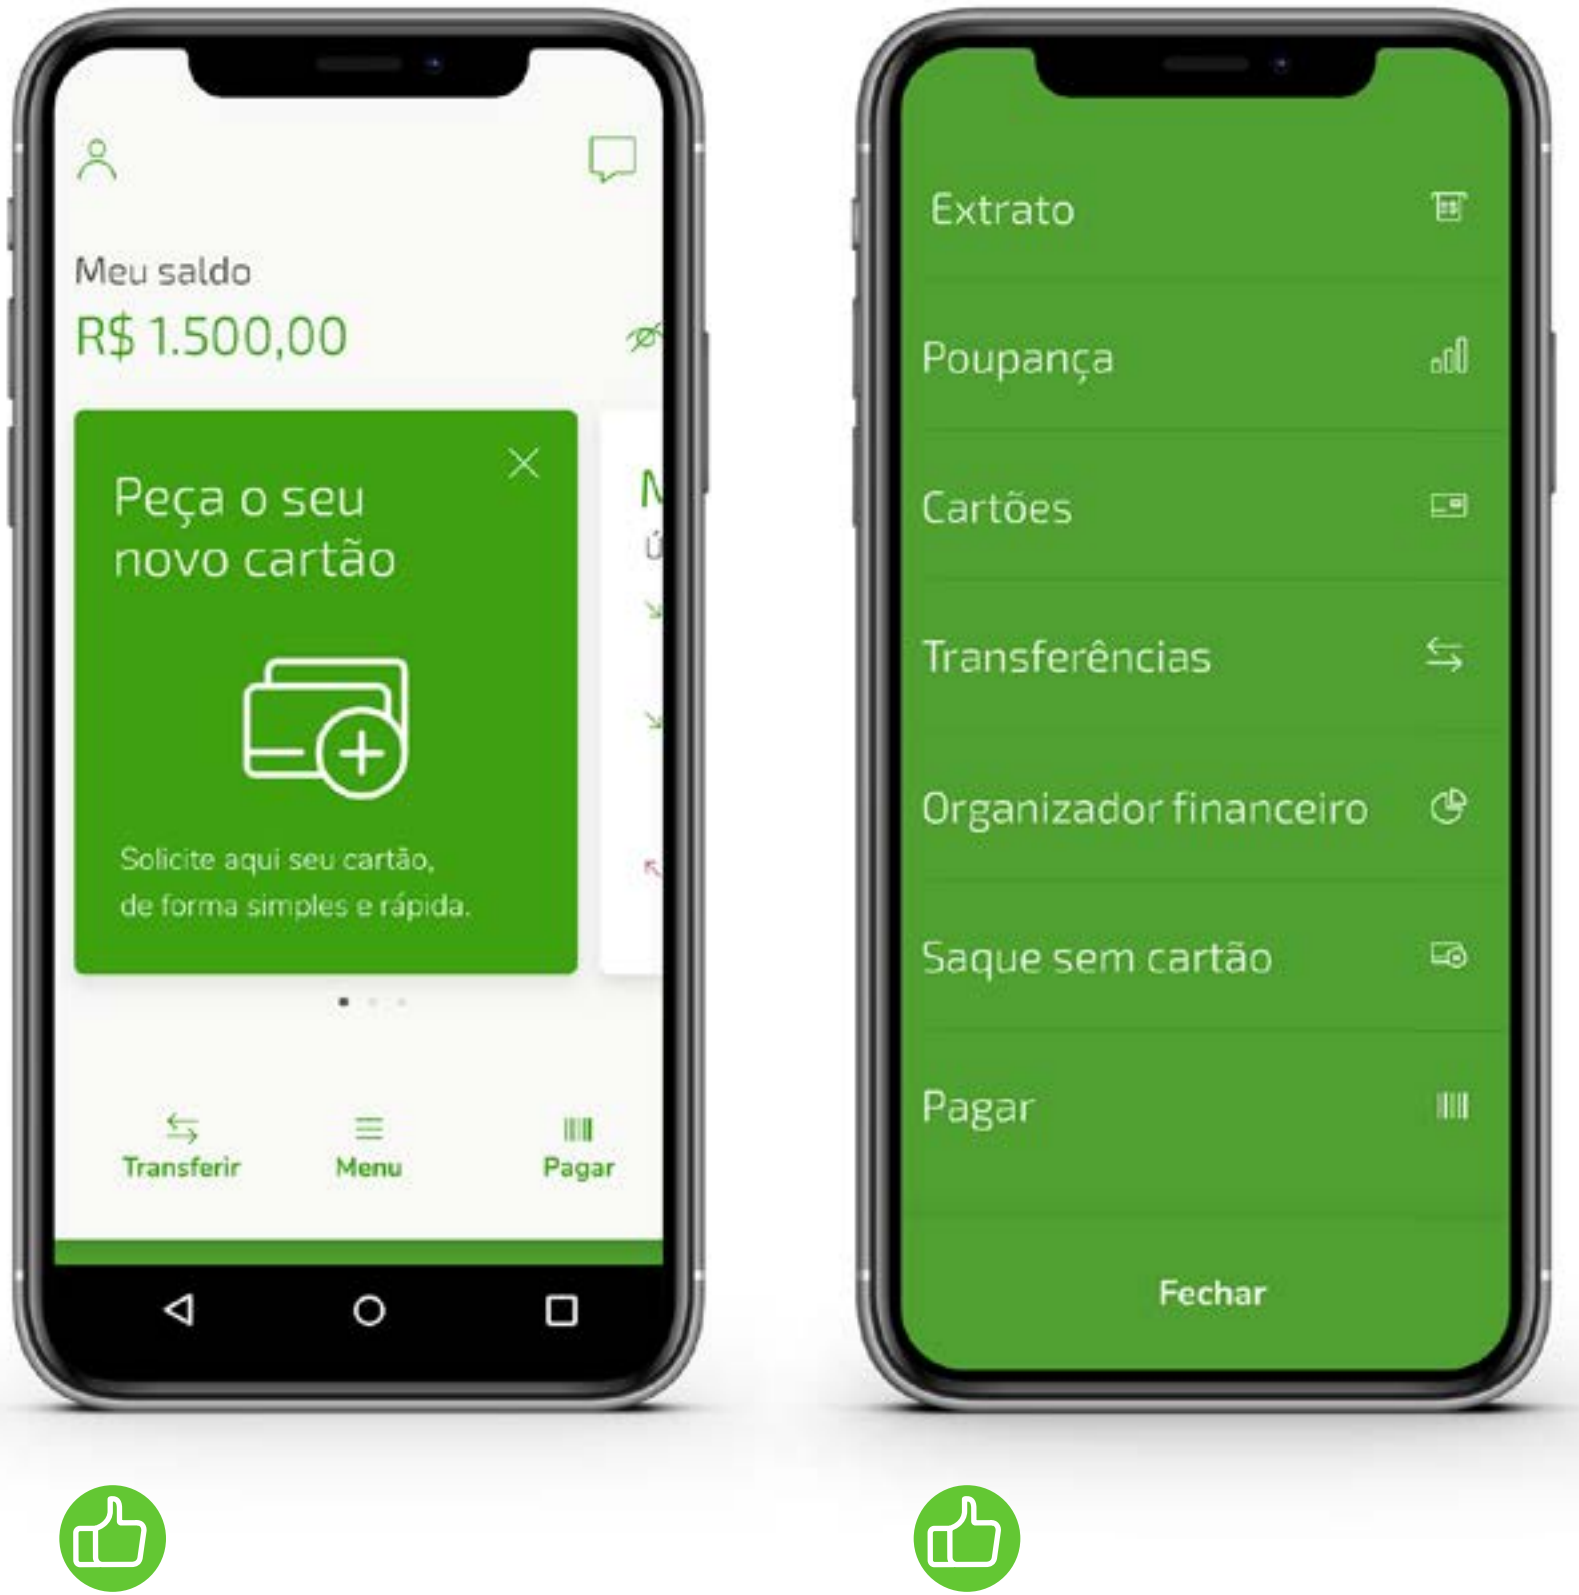 Meu saldo
R$ 1.500,00
Peça o seu
novo cartão
Solicite aqui seu cartão,
de forma simples e rápida.
M
Ú
Transferir
Menu
Pagar
Extrato
Poupança
Cartões
Transferências
Organizador financeiro
Saque sem cartão
Pagar
Fechar